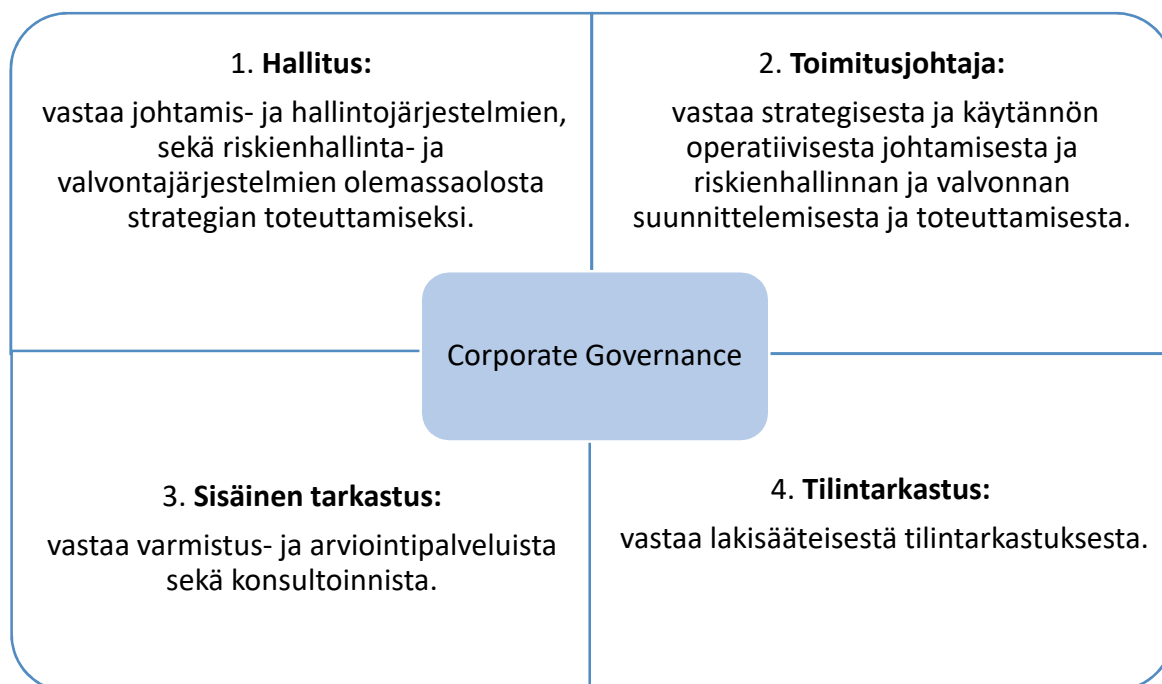 1. Hallitus:
vastaa johtamis- ja hallintojärjestelmien,
sekä riskienhallinta- ja
valvontajärjestelmien olemassaolosta
strategian toteuttamiseksi.
2. Toimitusjohtaja:
vastaa strategisesta ja käytännön
operatiivisesta johtamisesta ja
riskienhallinnan ja valvonnan
suunnittelemisesta ja toteuttamisesta.
Corporate Governance
3. Sisäinen tarkastus:
vastaa varmistus- ja arviointipalveluista
sekä konsultoinnista.
4. Tilintarkastus:
vastaa lakisääteisestä tilintarkastuksesta.